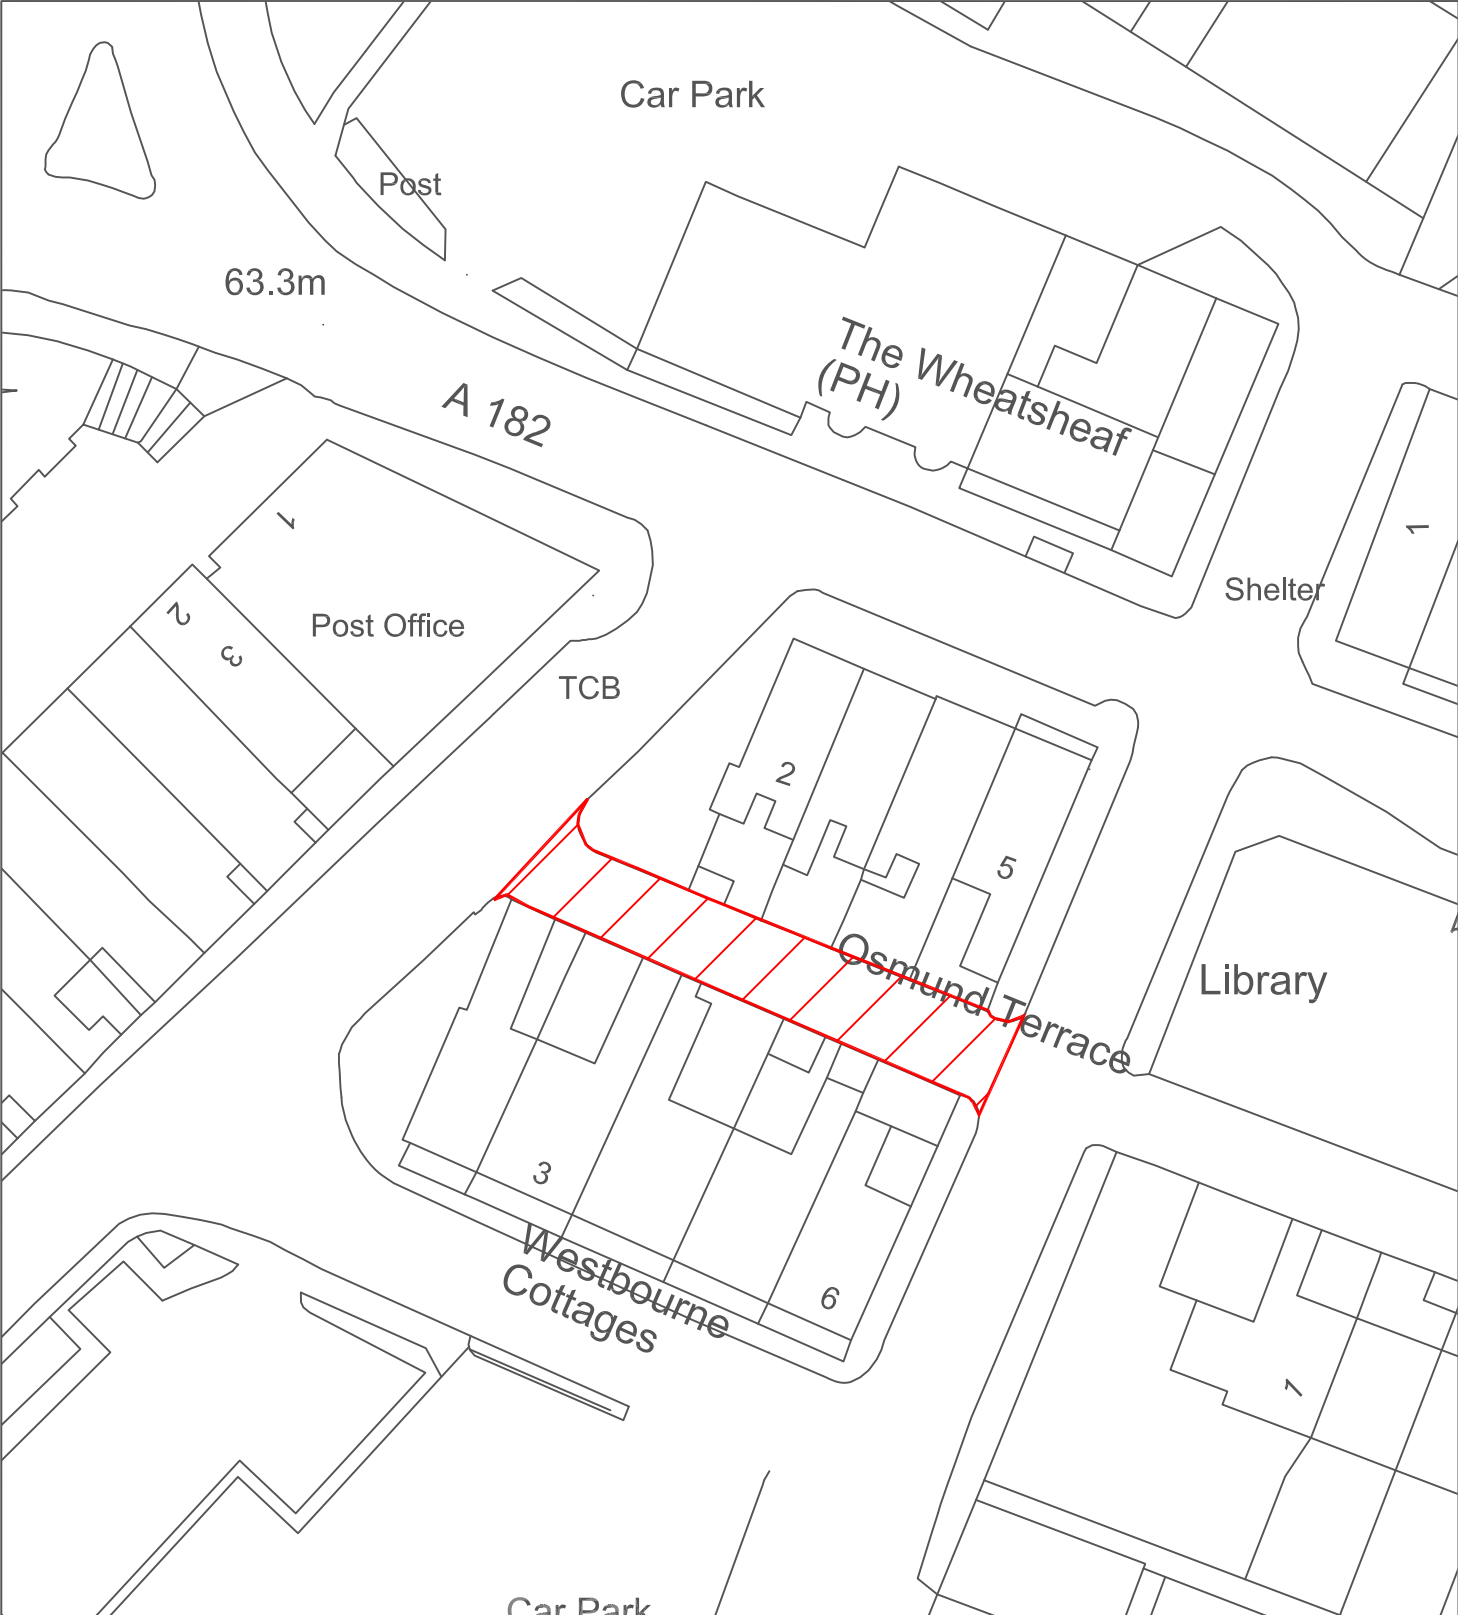 Car Park
Post
63.3m
The Wheatsheaf
(PH)
A 182
1
1
Shelter
2
Post Office
3
TCB
2
5
Osmund Terrace
Library
3
Westbourne
Cottages
6
1
Car Park